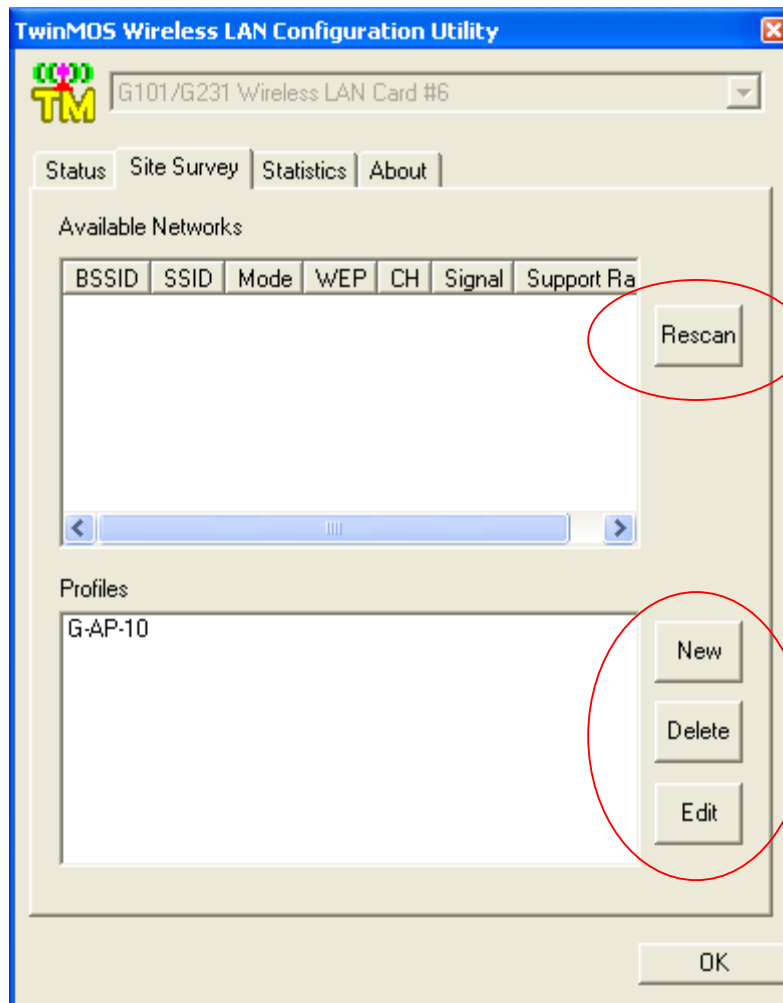 TwinMOS Wireless LAN Configuration Utility
TM
G101/G231 Wireless LAN Card #6
Status Site Survey Statistics About
Available Networks
BSSID SSID Mode WEP CH Signal Support Ra
Rescan
Profiles
G-AP-10
New
Delete
Edit
OK